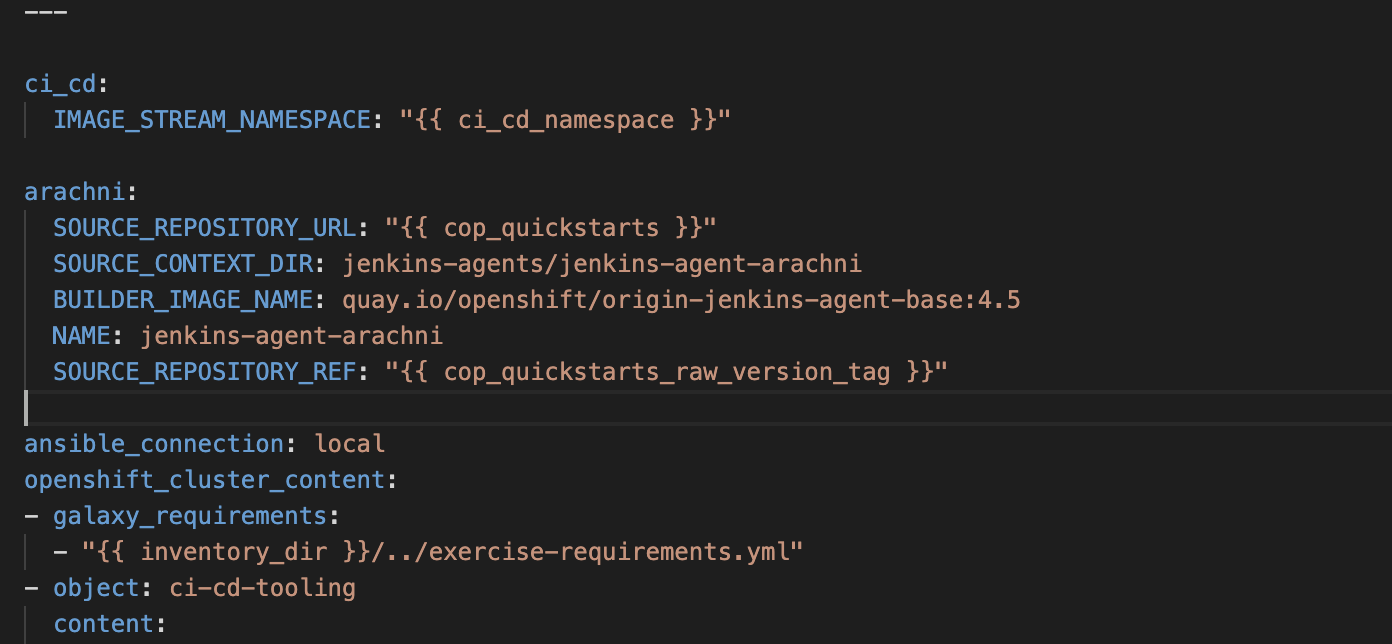 ---
ci_cd:
  IMAGE_STREAM_NAMESPACE: "{{ ci_cd_namespace }}"
arachni:
  SOURCE_REPOSITORY_URL: "{{ cop_quickstarts }}"
  SOURCE_CONTEXT_DIR: jenkins-agents/jenkins-agent-arachni
  BUILDER_IMAGE_NAME: quay.io/openshift/origin-jenkins-agent-base:4.5
  NAME: jenkins-agent-arachni
  SOURCE_REPOSITORY_REF: "{{ cop_quickstarts_raw_version_tag }}"
ansible_connection: local
openshift_cluster_content:
- galaxy_requirements:
  - "{{ inventory_dir }}/../exercise-requirements.yml"
- object: ci-cd-tooling
  content: